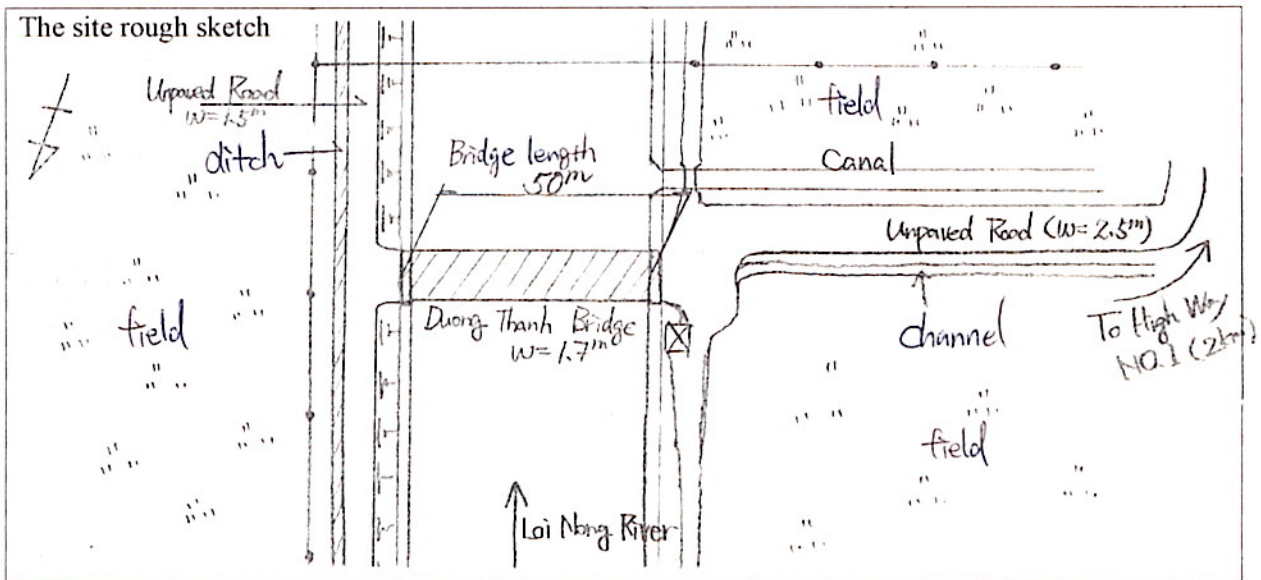 The site rough sketch
Unpaved Road
W=1.5m
ditch
Bridge length
50m
field
Canal
Unpaved Road (W=2.5m)
field
Duong Thanh Bridge
W=1.7m
channel
To High Way
NO.1 (2km)
field
Loi Nong River